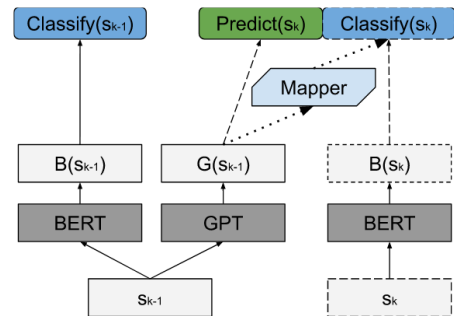 Classify(sₖ₋₁) Predict(sₖ) Classify(sₖ)
Mapper
B(sₖ₋₁) G(sₖ₋₁) B(sₖ)
BERT GPT BERT
sₖ₋₁ sₖ